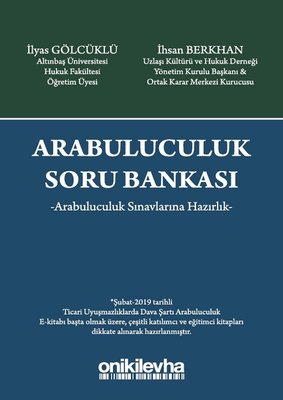 İlyas GÖLCÜKLÜ
Altınbaş Üniversitesi
Hukuk Fakültesi
Öğretim Üyesi
İhsan BERKHAN
Uzlaşı Kültürü ve Hukuk Derneği
Yönetim Kurulu Başkanı &
Ortak Karar Merkezi Kurucusu
ARABULUCULUK
SORU BANKASI
-Arabuluculuk Sınavlarına Hazırlık-
*Şubat-2019 tarihli
Ticari Uyuşmazlıklarda Dava Şartı Arabuluculuk
E-kitabı başta olmak üzere, çeşitli katılımcı ve eğitimci kitapları
dikkate alınarak hazırlanmıştır.
onikilevha